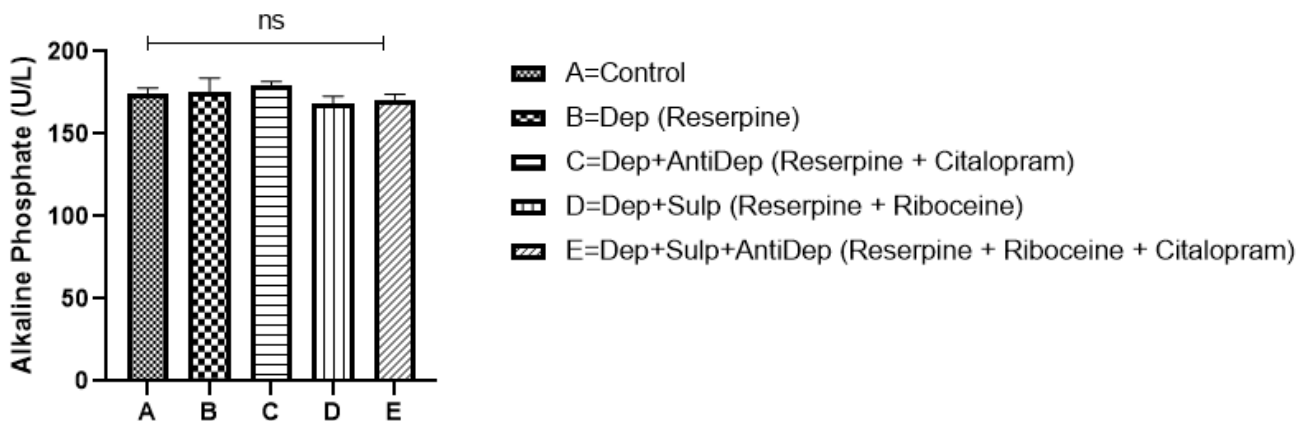 ns
200
150
100
50
0
Alkaline Phosphate (U/L)
A B C D E
A=Control
B=Dep (Reserpine)
C=Dep+AntiDep (Reserpine + Citalopram)
D=Dep+Sulp (Reserpine + Riboceine)
E=Dep+Sulp+AntiDep (Reserpine + Riboceine + Citalopram)